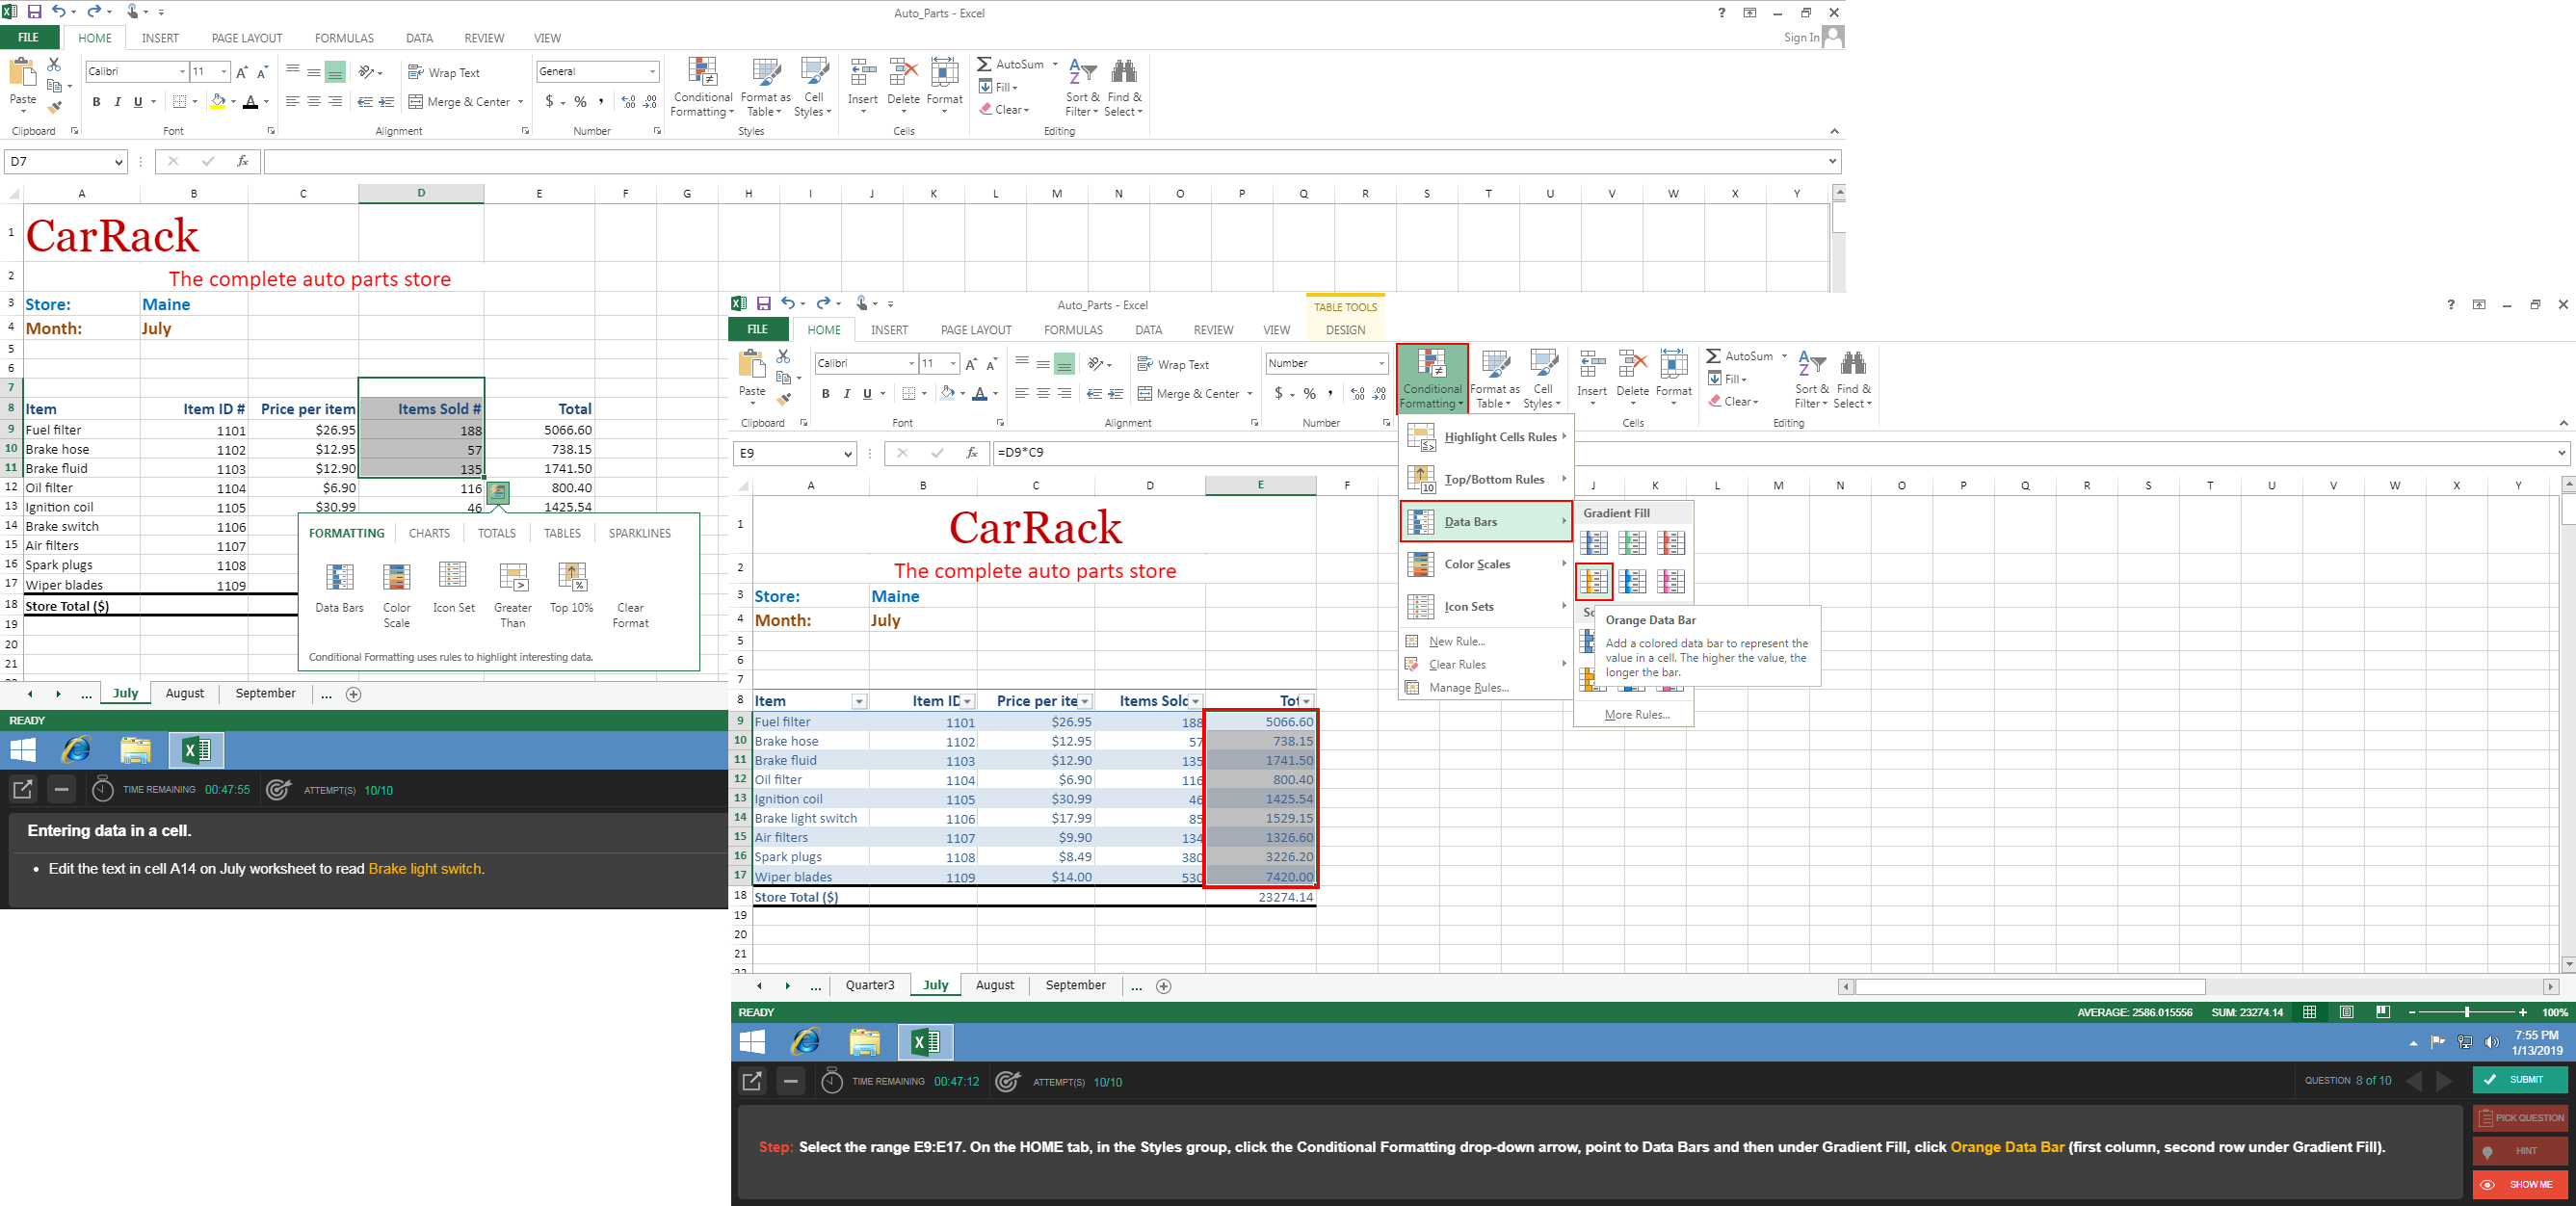 Auto_Parts - Excel
FILE HOME INSERT PAGE LAYOUT FORMULAS DATA REVIEW VIEW Sign In
Calibri 11 Wrap Text General AutoSum
Fill
Paste B I U Merge & Center $ % , Conditional Formatting Format as Table Cell Styles Insert Delete Format Clear Sort & Filter Find & Select
Clipboard Font Alignment Number Styles Cells Editing
D7 fx
A B C D E F G H I J K L M N O P Q R S T U V W X Y
1 CarRack
2 The complete auto parts store
3 Store: Maine
4 Month: July
5
6
7
8 Item Item ID # Price per item Items Sold # Total
9 Fuel filter 1101 $26.95 188 5066.60
10 Brake hose 1102 $12.95 57 738.15
11 Brake fluid 1103 $12.90 135 1741.50
12 Oil filter 1104 $6.90 116 800.40
13 Ignition coil 1105 $30.99 46 1425.54
14 Brake switch 1106
15 Air filters 1107
16 Spark plugs 1108
17 Wiper blades 1109
18 Store Total ($)
19
20
21
FORMATTING CHARTS TOTALS TABLES SPARKLINES
Data Bars Color Scale Icon Set Greater Than Top 10% Clear Format
Conditional Formatting uses rules to highlight interesting data.
... July August September ...
READY
TIME REMAINING 00:47:55 ATTEMPT(S) 10/10
Entering data in a cell.
• Edit the text in cell A14 on July worksheet to read Brake light switch.
Auto_Parts - Excel TABLE TOOLS
FILE HOME INSERT PAGE LAYOUT FORMULAS DATA REVIEW VIEW DESIGN
Calibri 11 Wrap Text Number AutoSum
Fill
Paste B I U Merge & Center $ % , Conditional Formatting Format as Table Cell Styles Insert Delete Format Clear Sort & Filter Find & Select
Clipboard Font Alignment Number Cells Editing
E9 fx =D9*C9
A B C D E F J K L M N O P Q R S T U V W X Y
Highlight Cells Rules
Top/Bottom Rules
Data Bars
Color Scales
Icon Sets
New Rule...
Clear Rules
Manage Rules...
Gradient Fill
Orange Data Bar
Add a colored data bar to represent the
value in a cell. The higher the value, the
longer the bar.
More Rules...
1 CarRack
2 The complete auto parts store
3 Store: Maine
4 Month: July
5
6
7
8 Item Item ID Price per ite Items Sold Tot
9 Fuel filter 1101 $26.95 188 5066.60
10 Brake hose 1102 $12.95 57 738.15
11 Brake fluid 1103 $12.90 135 1741.50
12 Oil filter 1104 $6.90 116 800.40
13 Ignition coil 1105 $30.99 46 1425.54
14 Brake light switch 1106 $17.99 85 1529.15
15 Air filters 1107 $9.90 134 1326.60
16 Spark plugs 1108 $8.49 380 3226.20
17 Wiper blades 1109 $14.00 530 7420.00
18 Store Total ($) 23274.14
19
20
21
... Quarter3 July August September ...
READY AVERAGE: 2586.015556 SUM: 23274.14 100%
7:55 PM
1/13/2019
TIME REMAINING 00:47:12 ATTEMPT(S) 10/10 QUESTION 8 of 10 SUBMIT
PICK QUESTION
HINT
SHOW ME
Step: Select the range E9:E17. On the HOME tab, in the Styles group, click the Conditional Formatting drop-down arrow, point to Data Bars and then under Gradient Fill, click Orange Data Bar (first column, second row under Gradient Fill).